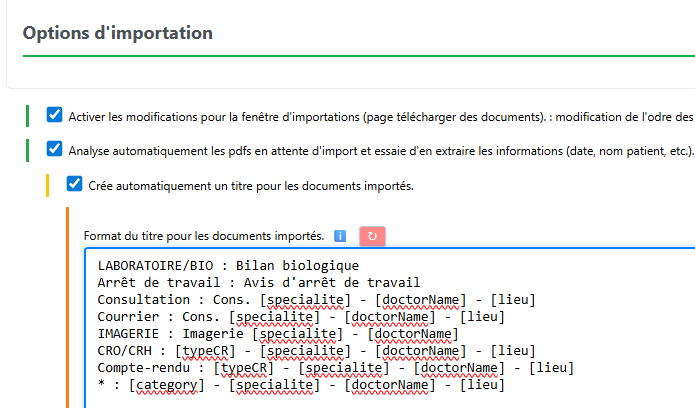 Options d'importation
Activer les modifications pour la fenêtre d'importations (page télécharger des documents). : modification de l'odre des
Analyse automatiquement les pdfs en attente d'import et essaie d'en extraire les informations (date, nom patient, etc.).
Crée automatiquement un titre pour les documents importés.
Format du titre pour les documents importés. i ↻
LABORATOIRE/BIO : Bilan biologique
Arrêt de travail : Avis d'arrêt de travail
Consultation : Cons. [specialite] - [doctorName] - [lieu]
Courrier : Cons. [specialite] - [doctorName] - [lieu]
IMAGERIE : Imagerie [specialite] - [doctorName]
CRO/CRH : [typeCR] - [specialite] - [doctorName] - [lieu]
Compte-rendu : [typeCR] - [specialite] - [doctorName] - [lieu]
* : [category] - [specialite] - [doctorName] - [lieu]